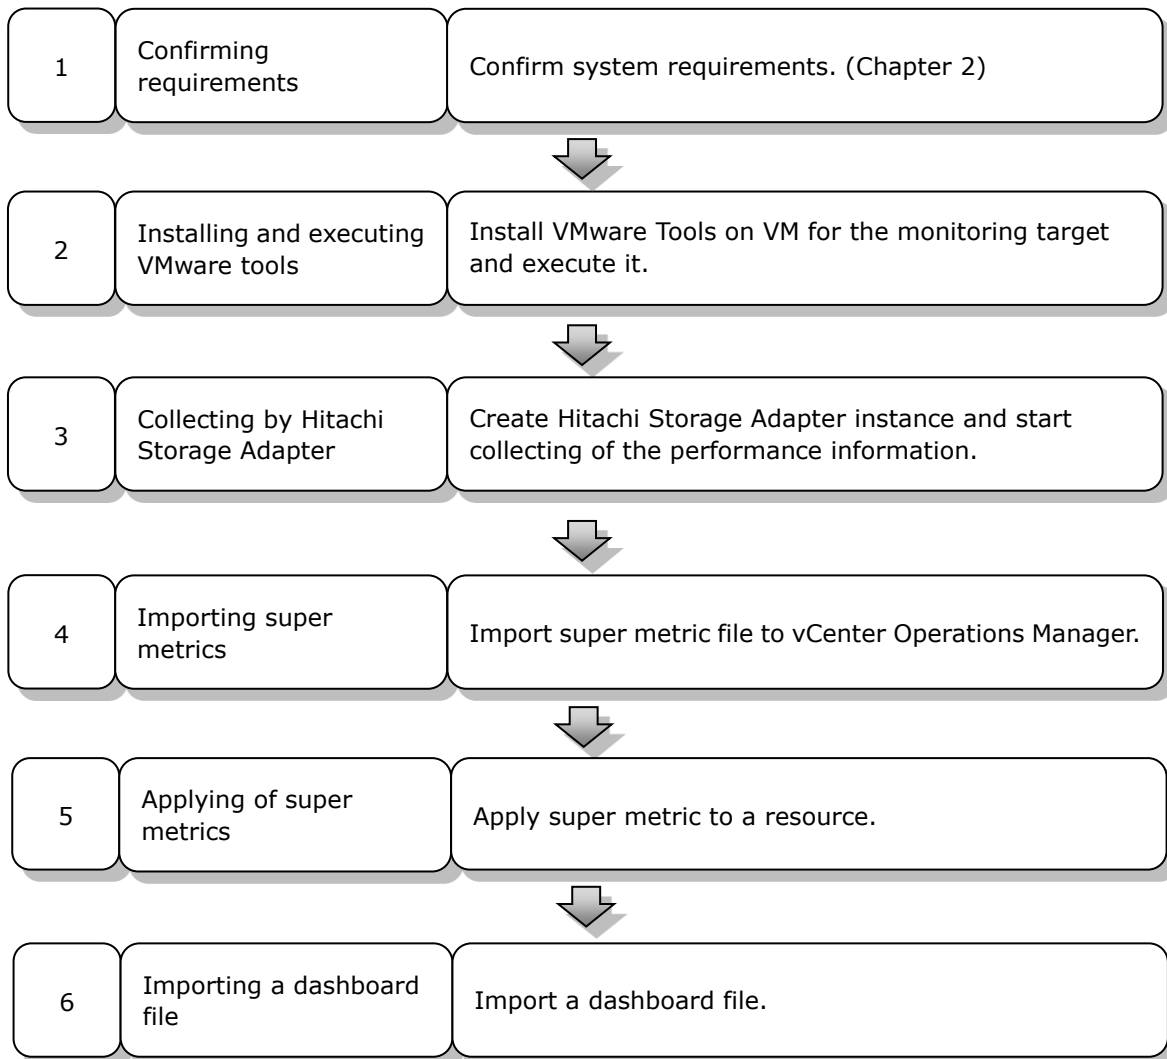 1
Confirming
requirements
Confirm system requirements. (Chapter 2)
2
Installing and executing
VMware tools
Install VMware Tools on VM for the monitoring target
and execute it.
3
Collecting by Hitachi
Storage Adapter
Create Hitachi Storage Adapter instance and start
collecting of the performance information.
4
Importing super
metrics
Import super metric file to vCenter Operations Manager.
5
Applying of super
metrics
Apply super metric to a resource.
6
Importing a dashboard
file
Import a dashboard file.